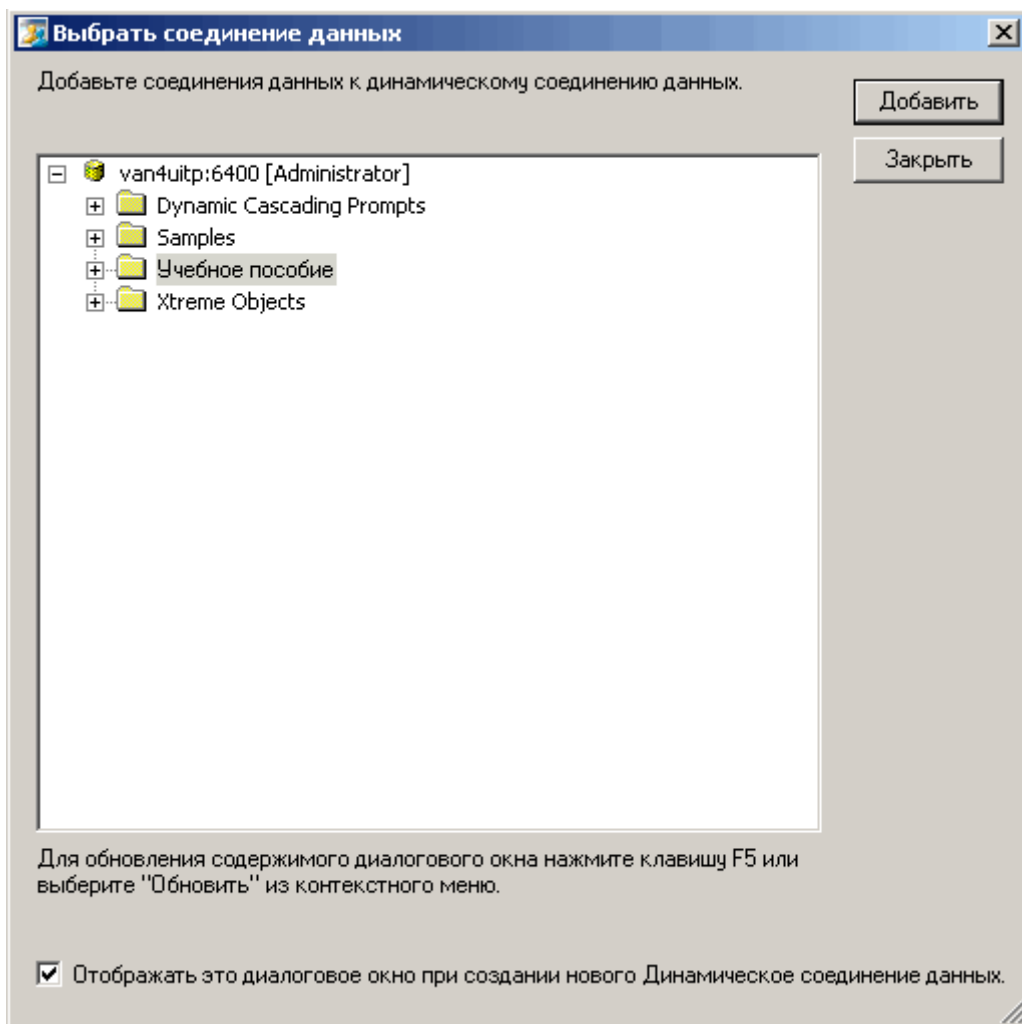 Выбрать соединение данных
Добавьте соединения данных к динамическому соединению данных.
Добавить
Закрыть
van4uitp:6400 [Administrator]
Dynamic Cascading Prompts
Samples
Учебное пособие
Xtreme Objects
Для обновления содержимого диалогового окна нажмите клавишу F5 или
выберите "Обновить" из контекстного меню.
Отображать это диалоговое окно при создании нового Динамическое соединение данных.